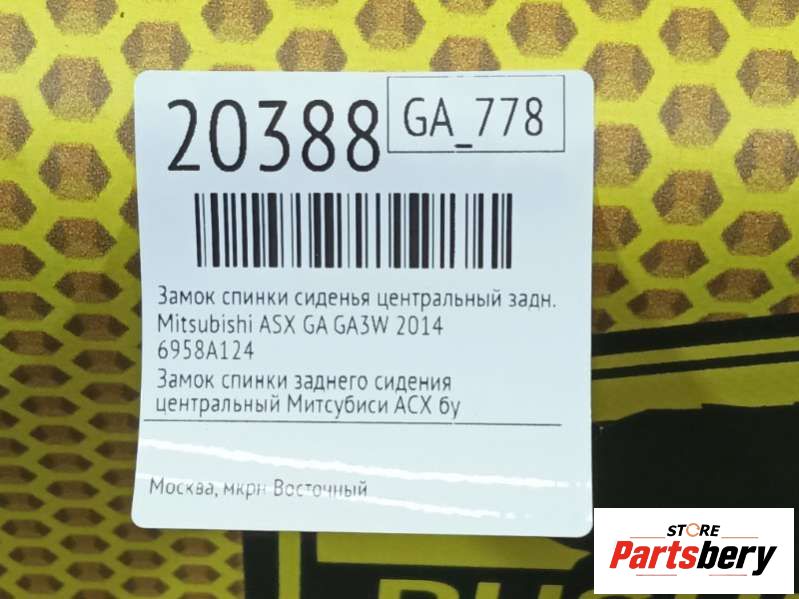 20388
GA_778
Замок спинки сиденья центральный задн.
Mitsubishi ASX GA GA3W 2014
6958A124
Замок спинки заднего сидения
центральный Митсубиси АСХ бу
Москва, мкрн Восточный
STORE
Partsbery